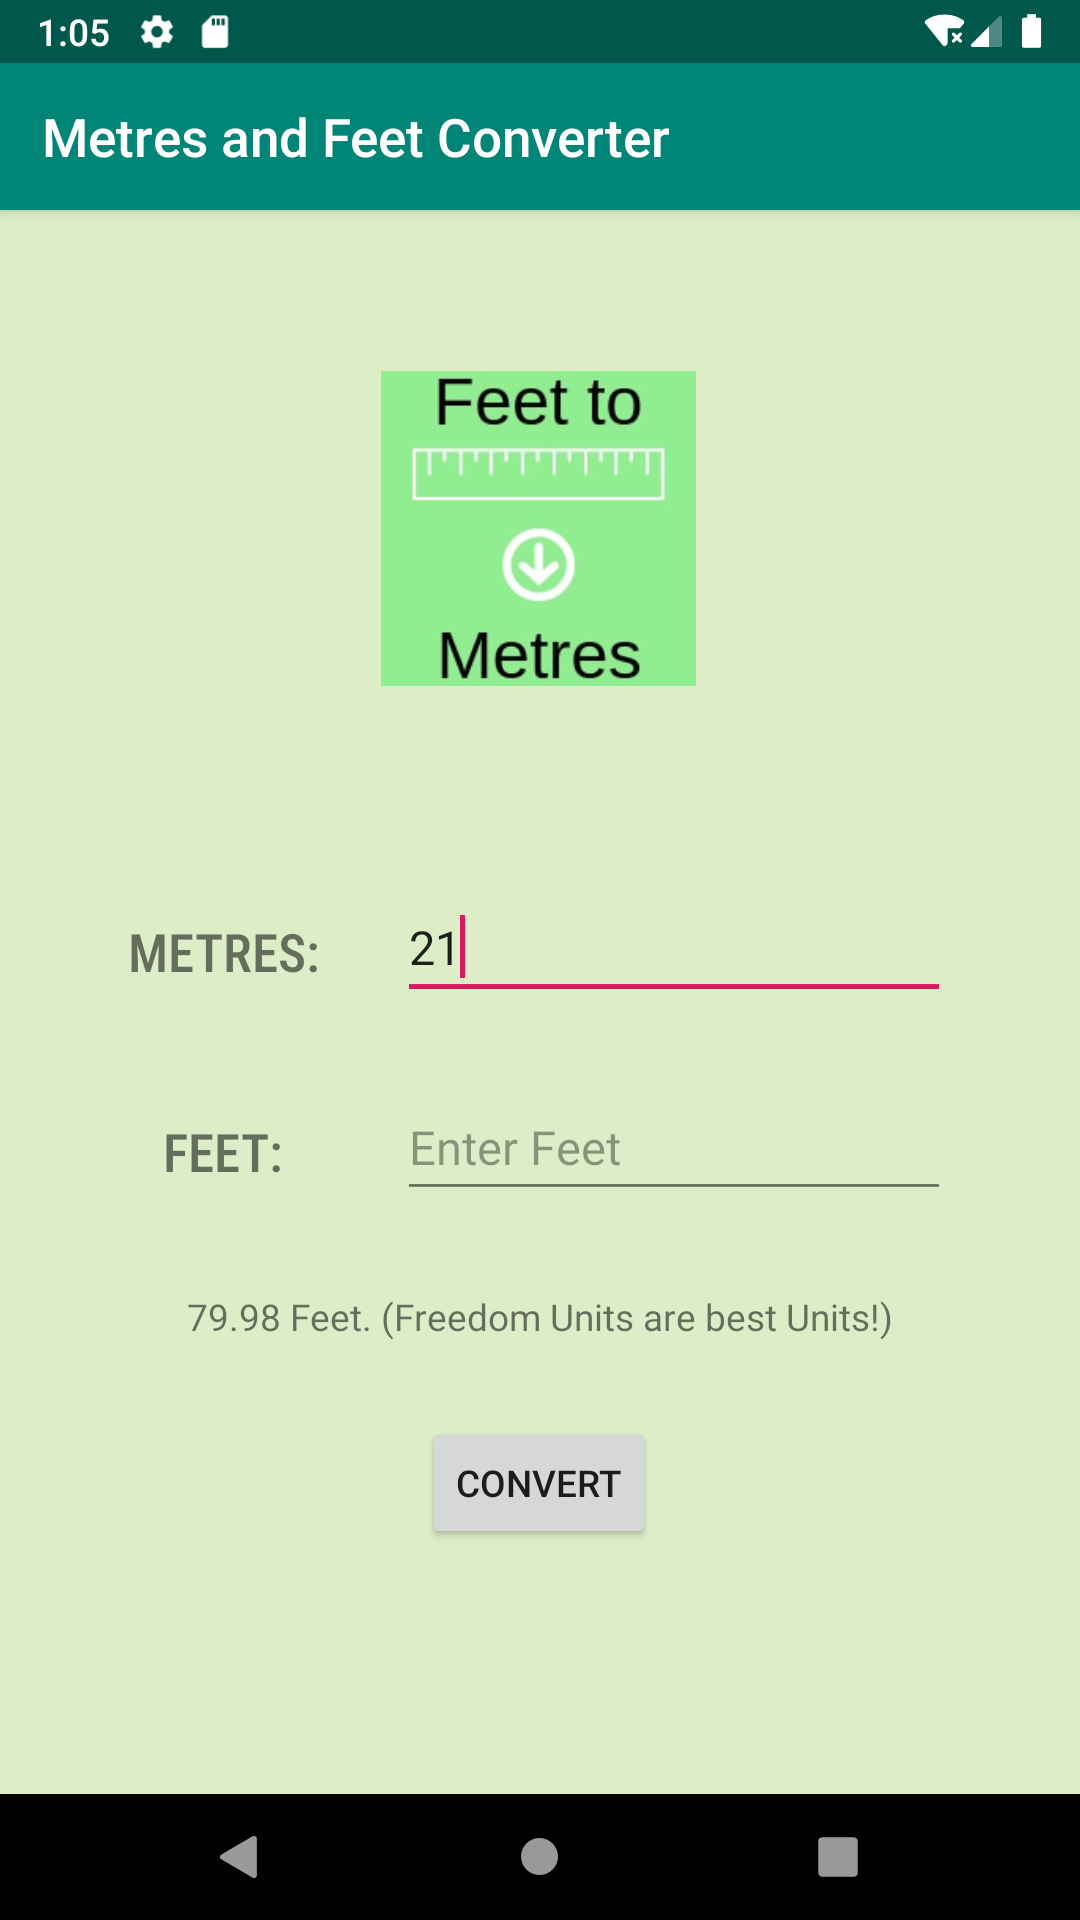 1:05
Metres and Feet Converter
Feet to
Metres
METRES:
21
FEET:
Enter Feet
79.98 Feet. (Freedom Units are best Units!)
CONVERT